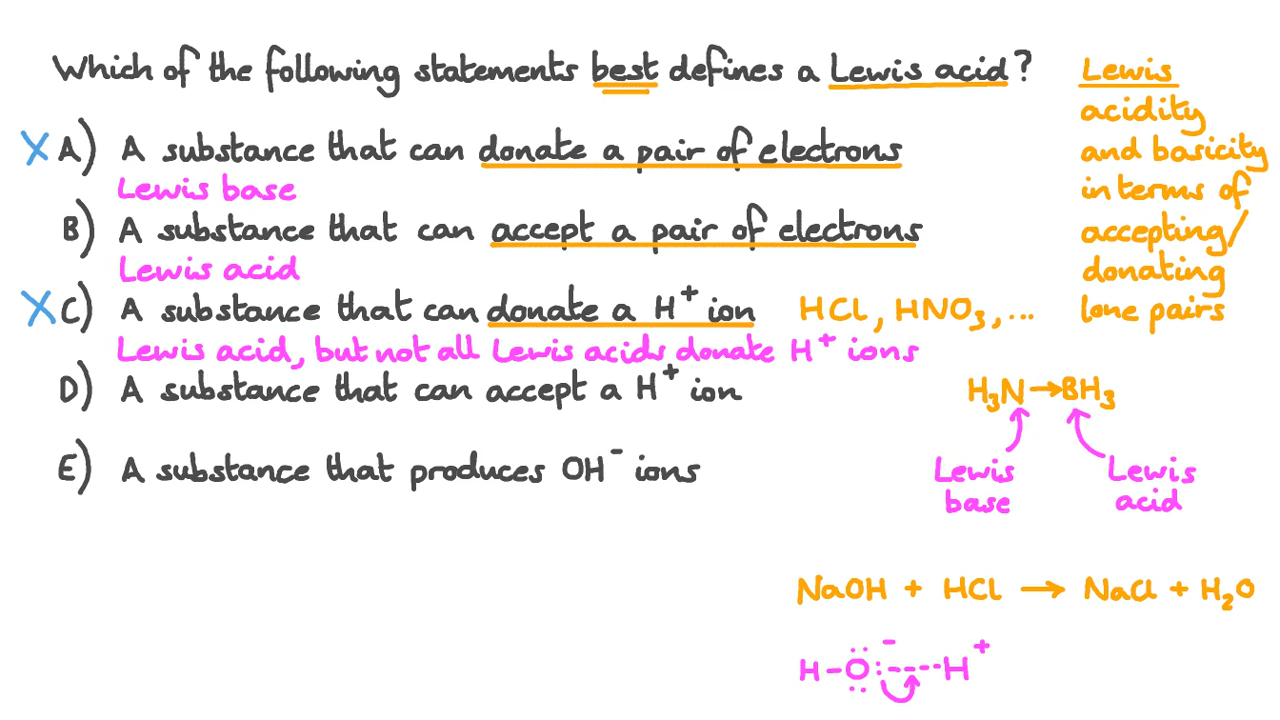 Which of the following statements best defines a Lewis acid?
X A) A substance that can donate a pair of electrons
Lewis base
B) A substance that can accept a pair of electrons
Lewis acid
X C) A substance that can donate a H⁺ ion HCl, HNO₃, ...
Lewis acid, but not all Lewis acids donate H⁺ ions
D) A substance that can accept a H⁺ ion
E) A substance that produces OH⁻ ions
Lewis
acidity
and basicity
in terms of
accepting/
donating
lone pairs
H₃N→BH₃
Lewis
base
Lewis
acid
NaOH + HCl → NaCl + H₂O
H-O:⁻---H⁺